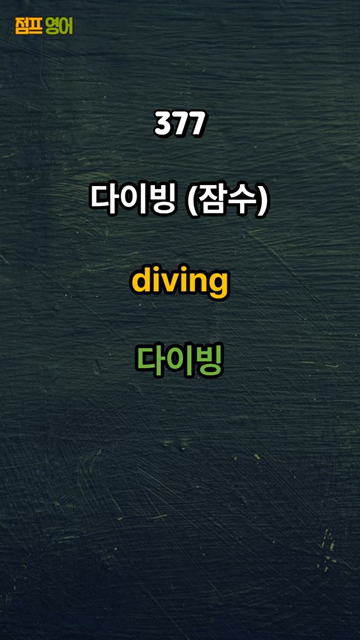 점프 영어
377
다이빙 (잠수)
diving
다이빙